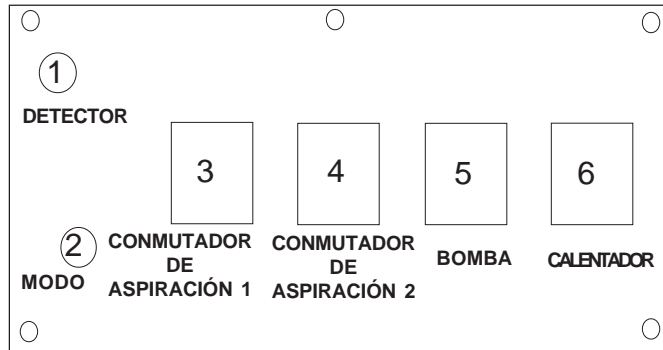 1
DETECTOR
3
4
5
6
2
MODO
CONMUTADOR
DE
ASPIRACIÓN 1
CONMUTADOR
DE
ASPIRACIÓN 2
BOMBA
CALENTADOR